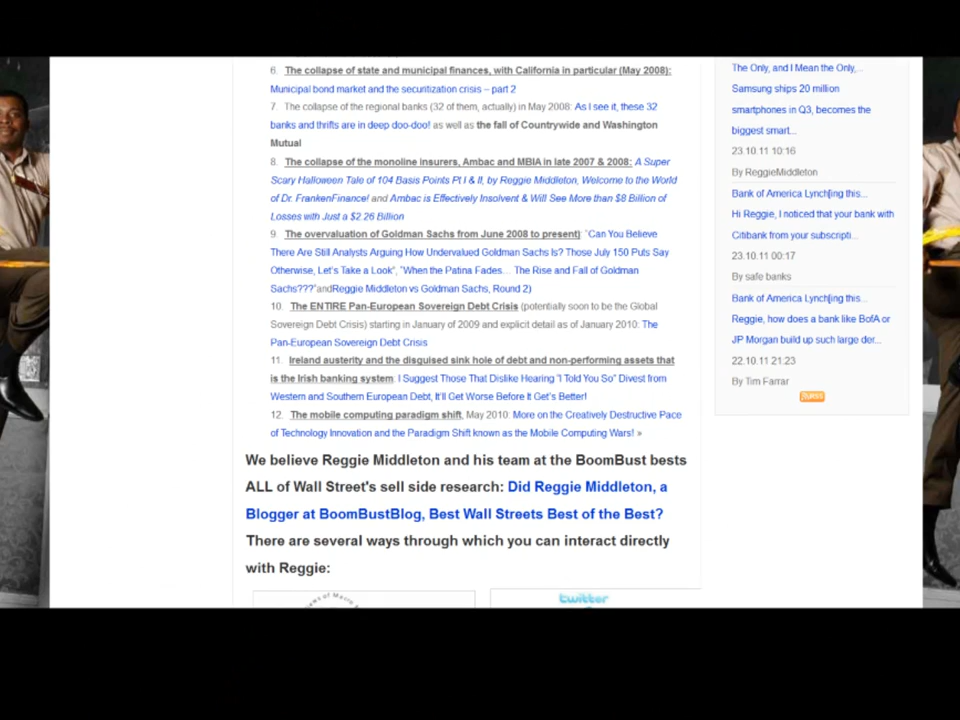 6. The collapse of state and municipal finances, with California in particular (May 2008):
Municipal bond market and the securitization crisis – part 2
7. The collapse of the regional banks (32 of them, actually) in May 2008: As I see it, these 32
banks and thrifts are in deep doo-doo! as well as the fall of Countrywide and Washington
Mutual
8. The collapse of the monoline insurers, Ambac and MBIA in late 2007 & 2008: A Super
Scary Halloween Tale of 104 Basis Points Pt I & II, by Reggie Middleton, Welcome to the World
of Dr. FrankenFinance! and Ambac is Effectively Insolvent & Will See More than $8 Billion of
Losses with Just a $2.26 Billion
9. The overvaluation of Goldman Sachs from June 2008 to present): "Can You Believe
There Are Still Analysts Arguing How Undervalued Goldman Sachs Is? Those July 150 Puts Say
Otherwise, Let's Take a Look", "When the Patina Fades... The Rise and Fall of Goldman
Sachs???"andReggie Middleton vs Goldman Sachs, Round 2)
10. The ENTIRE Pan-European Sovereign Debt Crisis (potentially soon to be the Global
Sovereign Debt Crisis) starting in January of 2009 and explicit detail as of January 2010: The
Pan-European Sovereign Debt Crisis
11. Ireland austerity and the disguised sink hole of debt and non-performing assets that
is the Irish banking system: I Suggest Those That Dislike Hearing "I Told You So" Divest from
Western and Southern European Debt, It'll Get Worse Before It Get's Better!
12. The mobile computing paradigm shift, May 2010: More on the Creatively Destructive Pace
of Technology Innovation and the Paradigm Shift known as the Mobile Computing Wars! »
We believe Reggie Middleton and his team at the BoomBust bests
ALL of Wall Street's sell side research: Did Reggie Middleton, a
Blogger at BoomBustBlog, Best Wall Streets Best of the Best?
There are several ways through which you can interact directly
with Reggie:
twitter
The Only, and I Mean the Only,...
Samsung ships 20 million
smartphones in Q3, becomes the
biggest smart...
23.10.11 10:16
By ReggieMiddleton
Bank of America Lynch[ing this...
Hi Reggie, I noticed that your bank with
Citibank from your subscripti...
23.10.11 00:17
By safe banks
Bank of America Lynch[ing this...
Reggie, how does a bank like BofA or
JP Morgan build up such large der...
22.10.11 21:23
By Tim Farrar